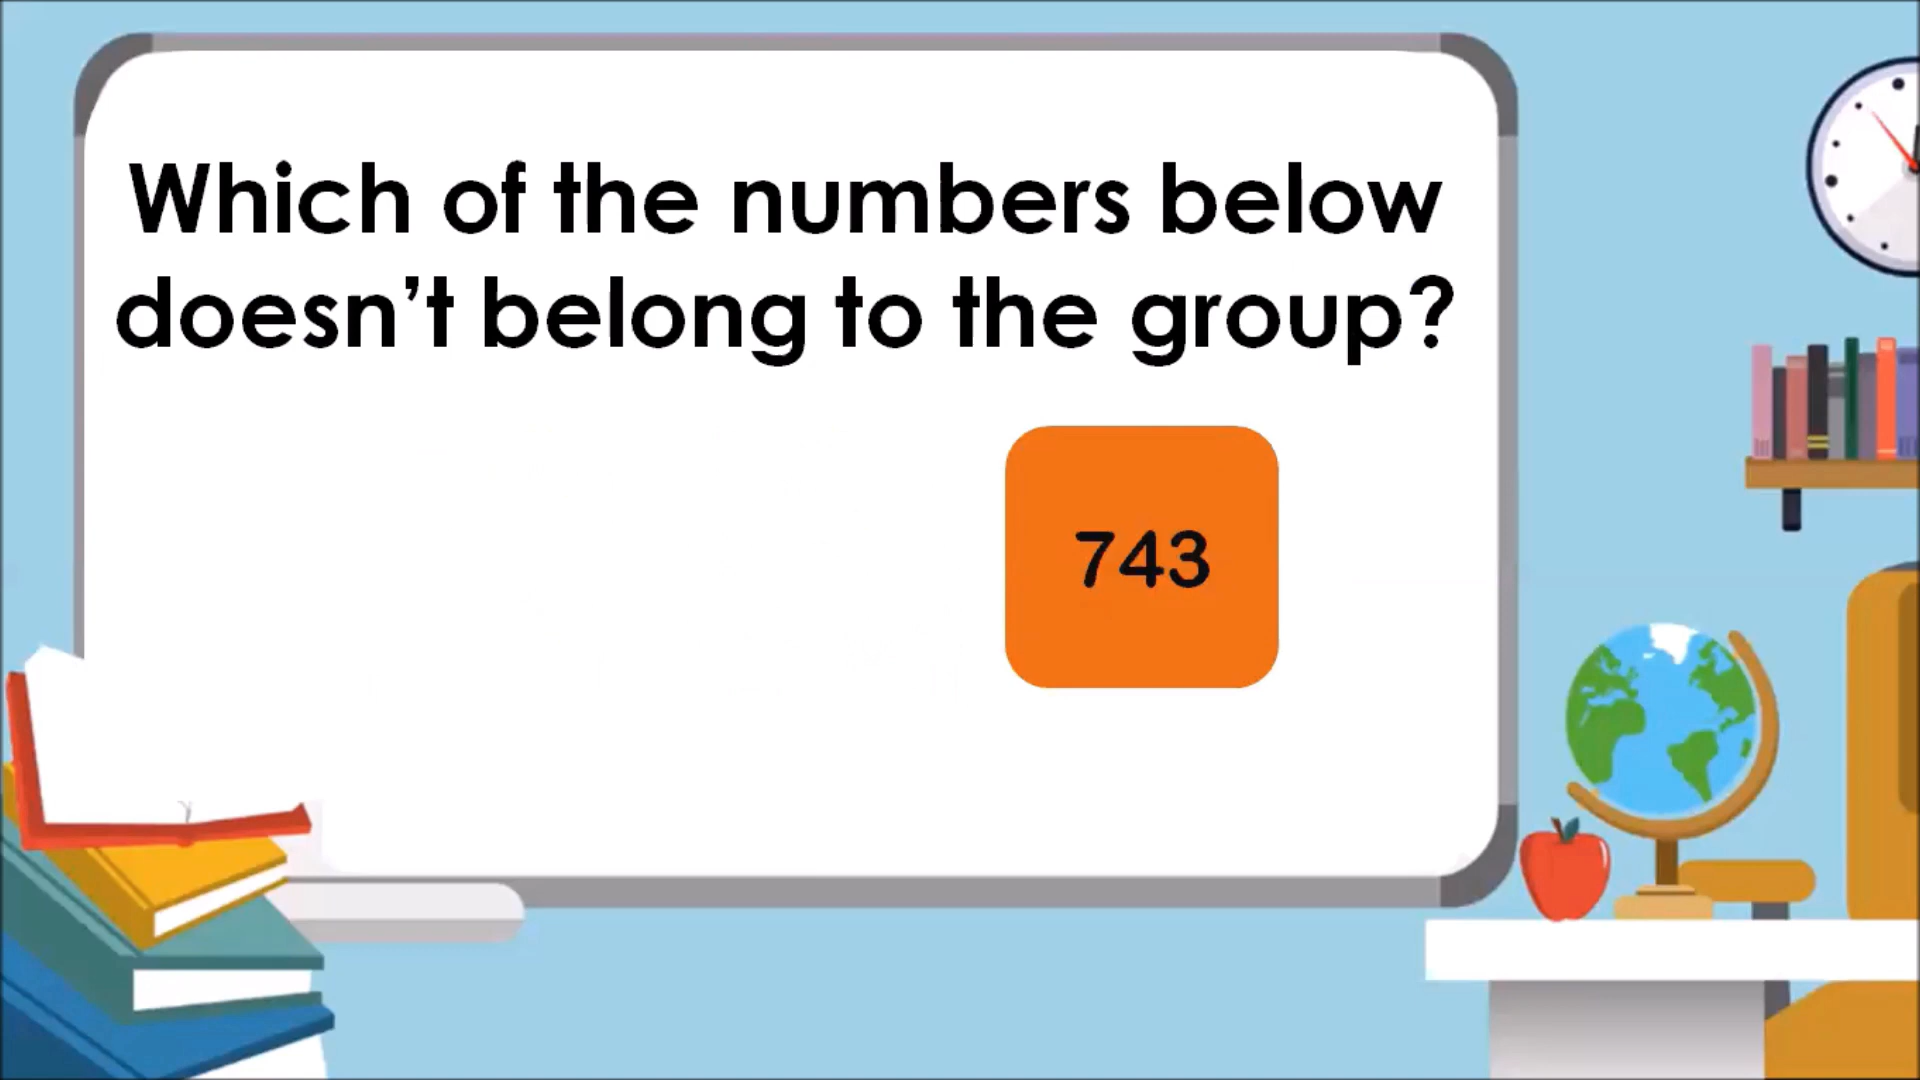 Which of the numbers below
doesn’t belong to the group?
743